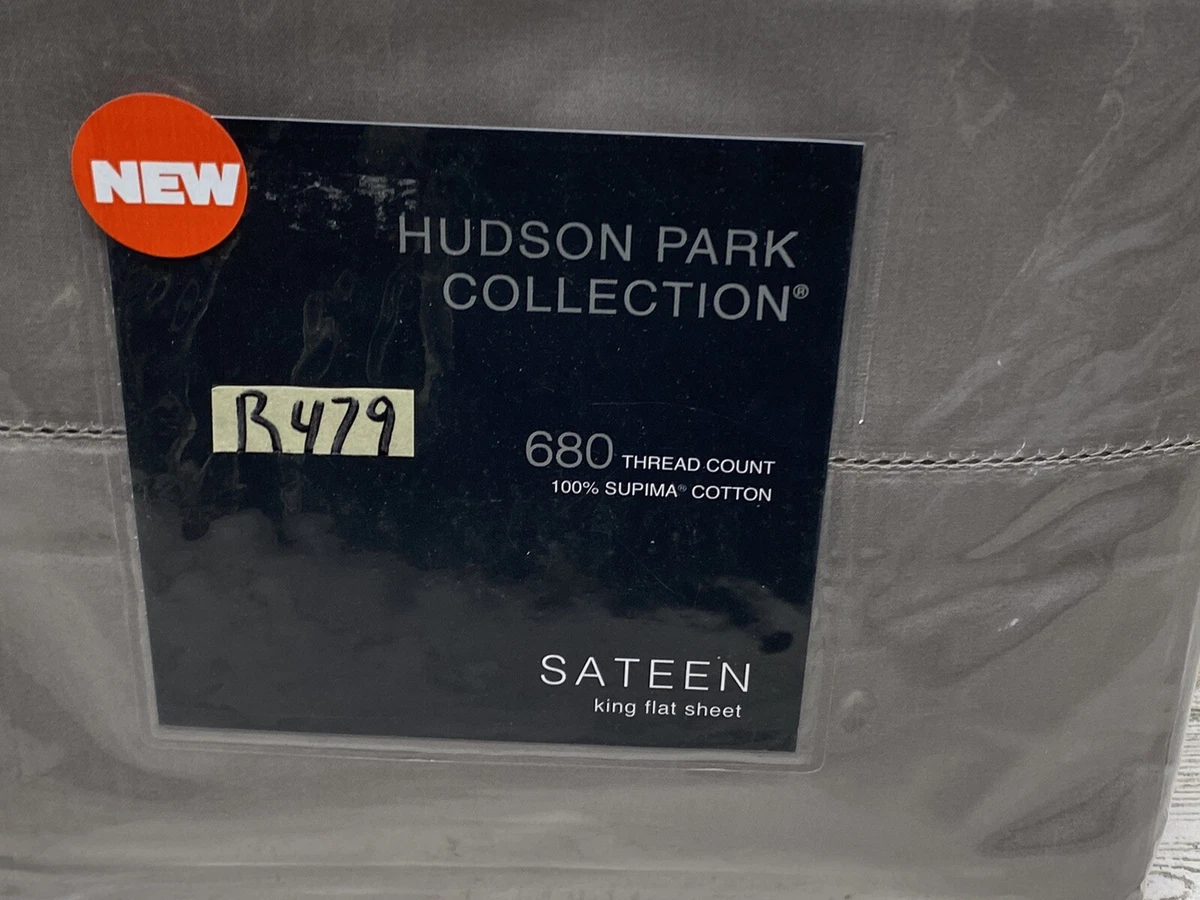 NEW
HUDSON PARK
COLLECTION®
R479
680 THREAD COUNT
100% SUPIMA® COTTON
SATEEN
king flat sheet